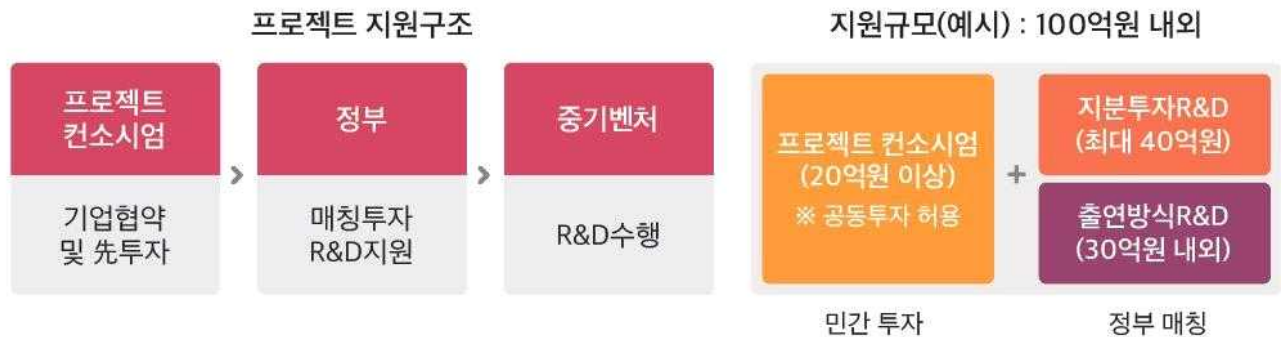 프로젝트 지원구조
프로젝트
컨소시엄
기업협약
및 先투자
>
정부
매칭투자
R&D지원
>
중기벤처
R&D수행
지원규모(예시) : 100억원 내외
프로젝트 컨소시엄
(20억원 이상)
※ 공동투자 허용
민간 투자
+
지분투자R&D
(최대 40억원)
출연방식R&D
(30억원 내외)
정부 매칭